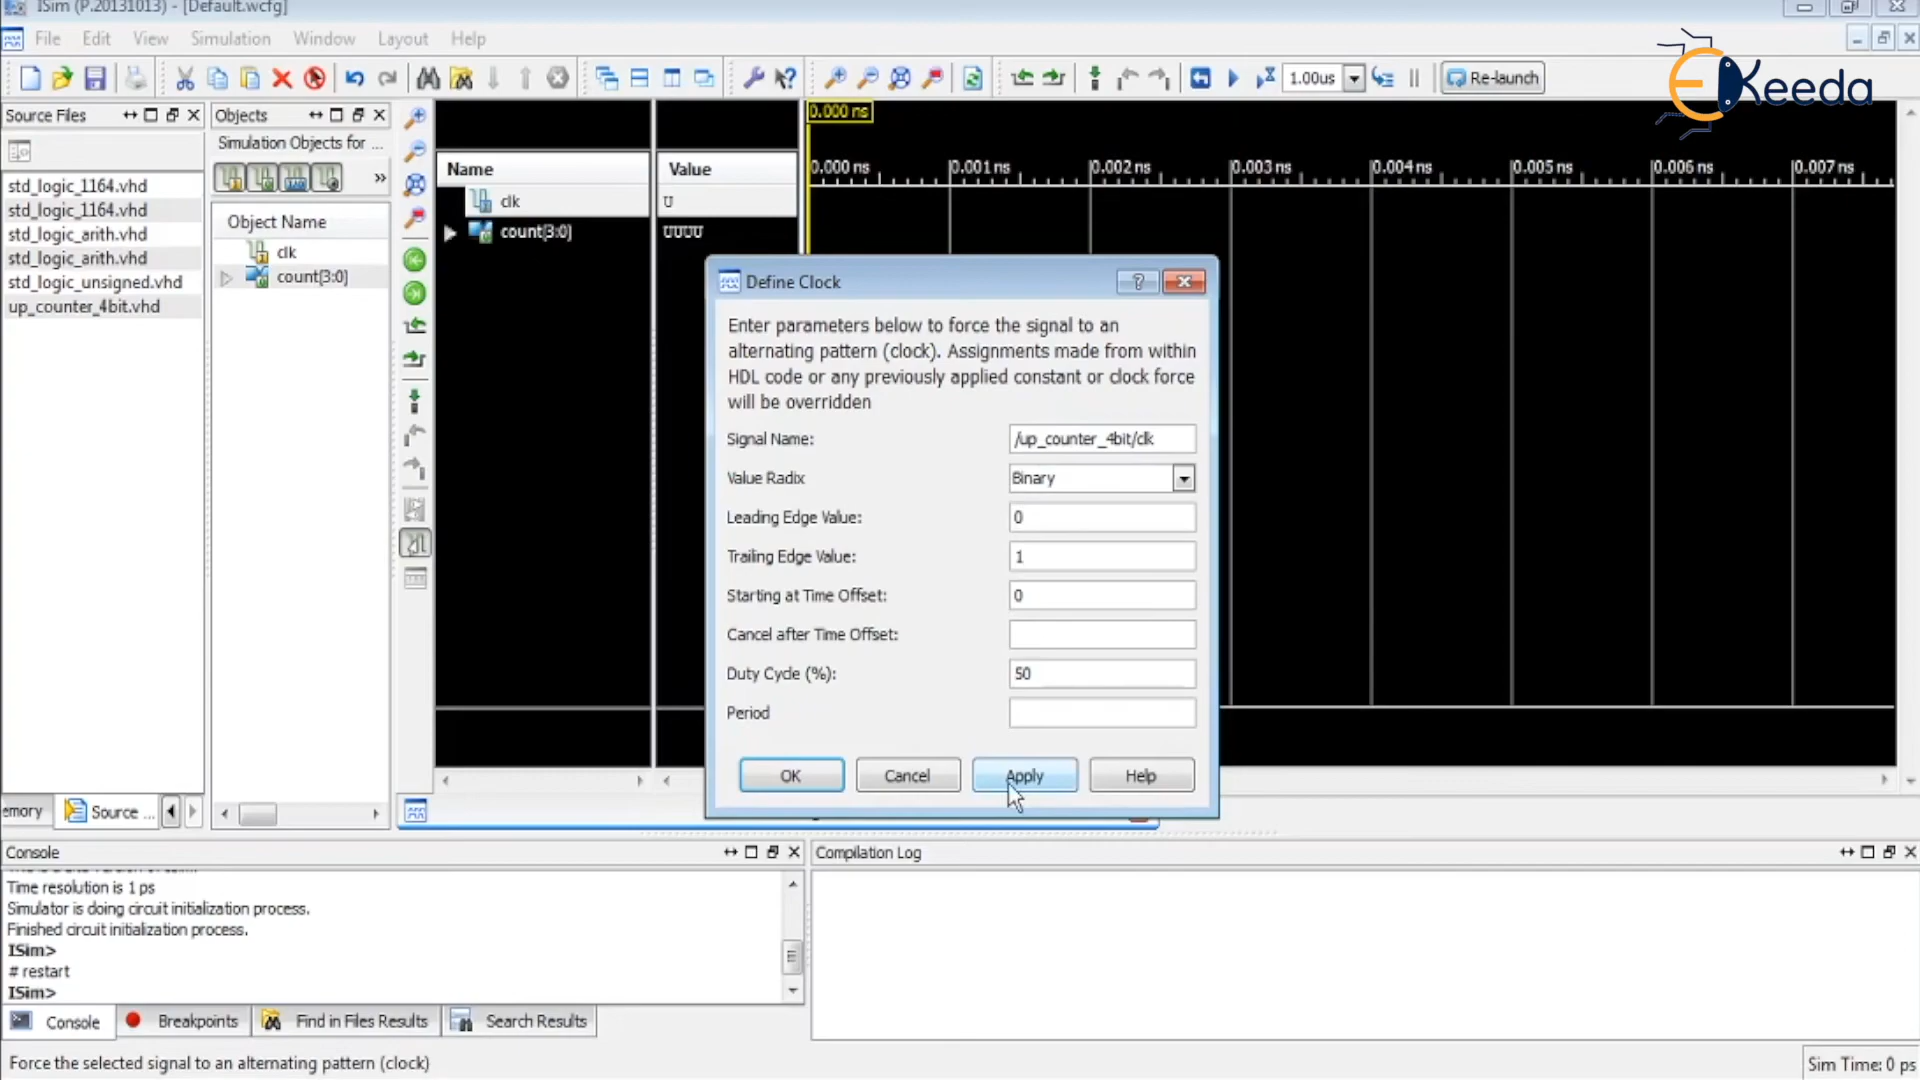 ISim (P.20131013) - [Default.wcfg]
File Edit View Simulation Window Layout Help
1.00us
Re-launch
EKeeda
Source Files
Objects
Simulation Objects for ...
std_logic_1164.vhd
std_logic_1164.vhd
std_logic_arith.vhd
std_logic_arith.vhd
std_logic_unsigned.vhd
up_counter_4bit.vhd
Object Name
clk
count[3:0]
Name
Value
clk
U
count[3:0]
UUUU
0.000 ns
0.000 ns 0.001 ns 0.002 ns 0.003 ns 0.004 ns 0.005 ns 0.006 ns 0.007 ns
Define Clock
Enter parameters below to force the signal to an
alternating pattern (clock). Assignments made from within
HDL code or any previously applied constant or clock force
will be overridden
Signal Name: /up_counter_4bit/clk
Value Radix Binary
Leading Edge Value: 0
Trailing Edge Value: 1
Starting at Time Offset: 0
Cancel after Time Offset:
Duty Cycle (%): 50
Period
OK Cancel Apply Help
emory Source ...
Console
Time resolution is 1 ps
Simulator is doing circuit initialization process.
Finished circuit initialization process.
ISim>
# restart
ISim>
Console Breakpoints Find in Files Results Search Results
Compilation Log
Force the selected signal to an alternating pattern (clock)
Sim Time: 0 ps